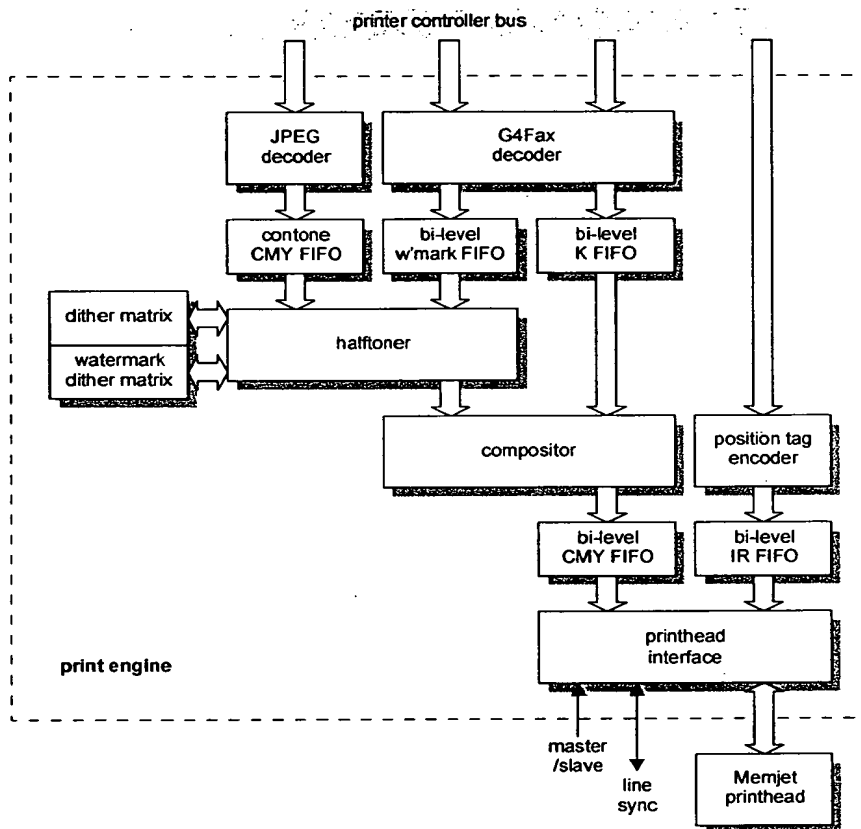 printer controller bus
JPEG
decoder
G4Fax
decoder
contone
CMY FIFO
bi-level
w'mark FIFO
bi-level
K FIFO
dither matrix
watermark
dither matrix
halftoner
compositor
position tag
encoder
bi-level
CMY FIFO
bi-level
IR FIFO
printhead
interface
print engine
master
/slave
line
sync
Memjet
printhead